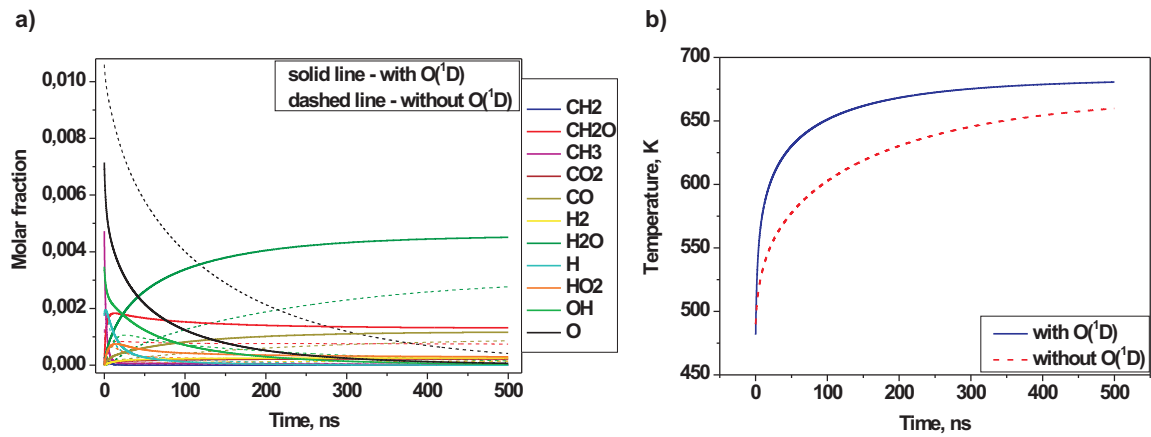 a)
0,010
0,008
0,006
0,004
0,002
0,000
Molar fraction
0
100
200
300
400
500
Time, ns
solid line - with O(¹D)
dashed line - without O(¹D)
CH2
CH2O
CH3
CO2
CO
H2
H2O
H
HO2
OH
O
b)
700
650
600
550
500
450
Temperature, K
0
100
200
300
400
500
Time, ns
with O(¹D)
without O(¹D)